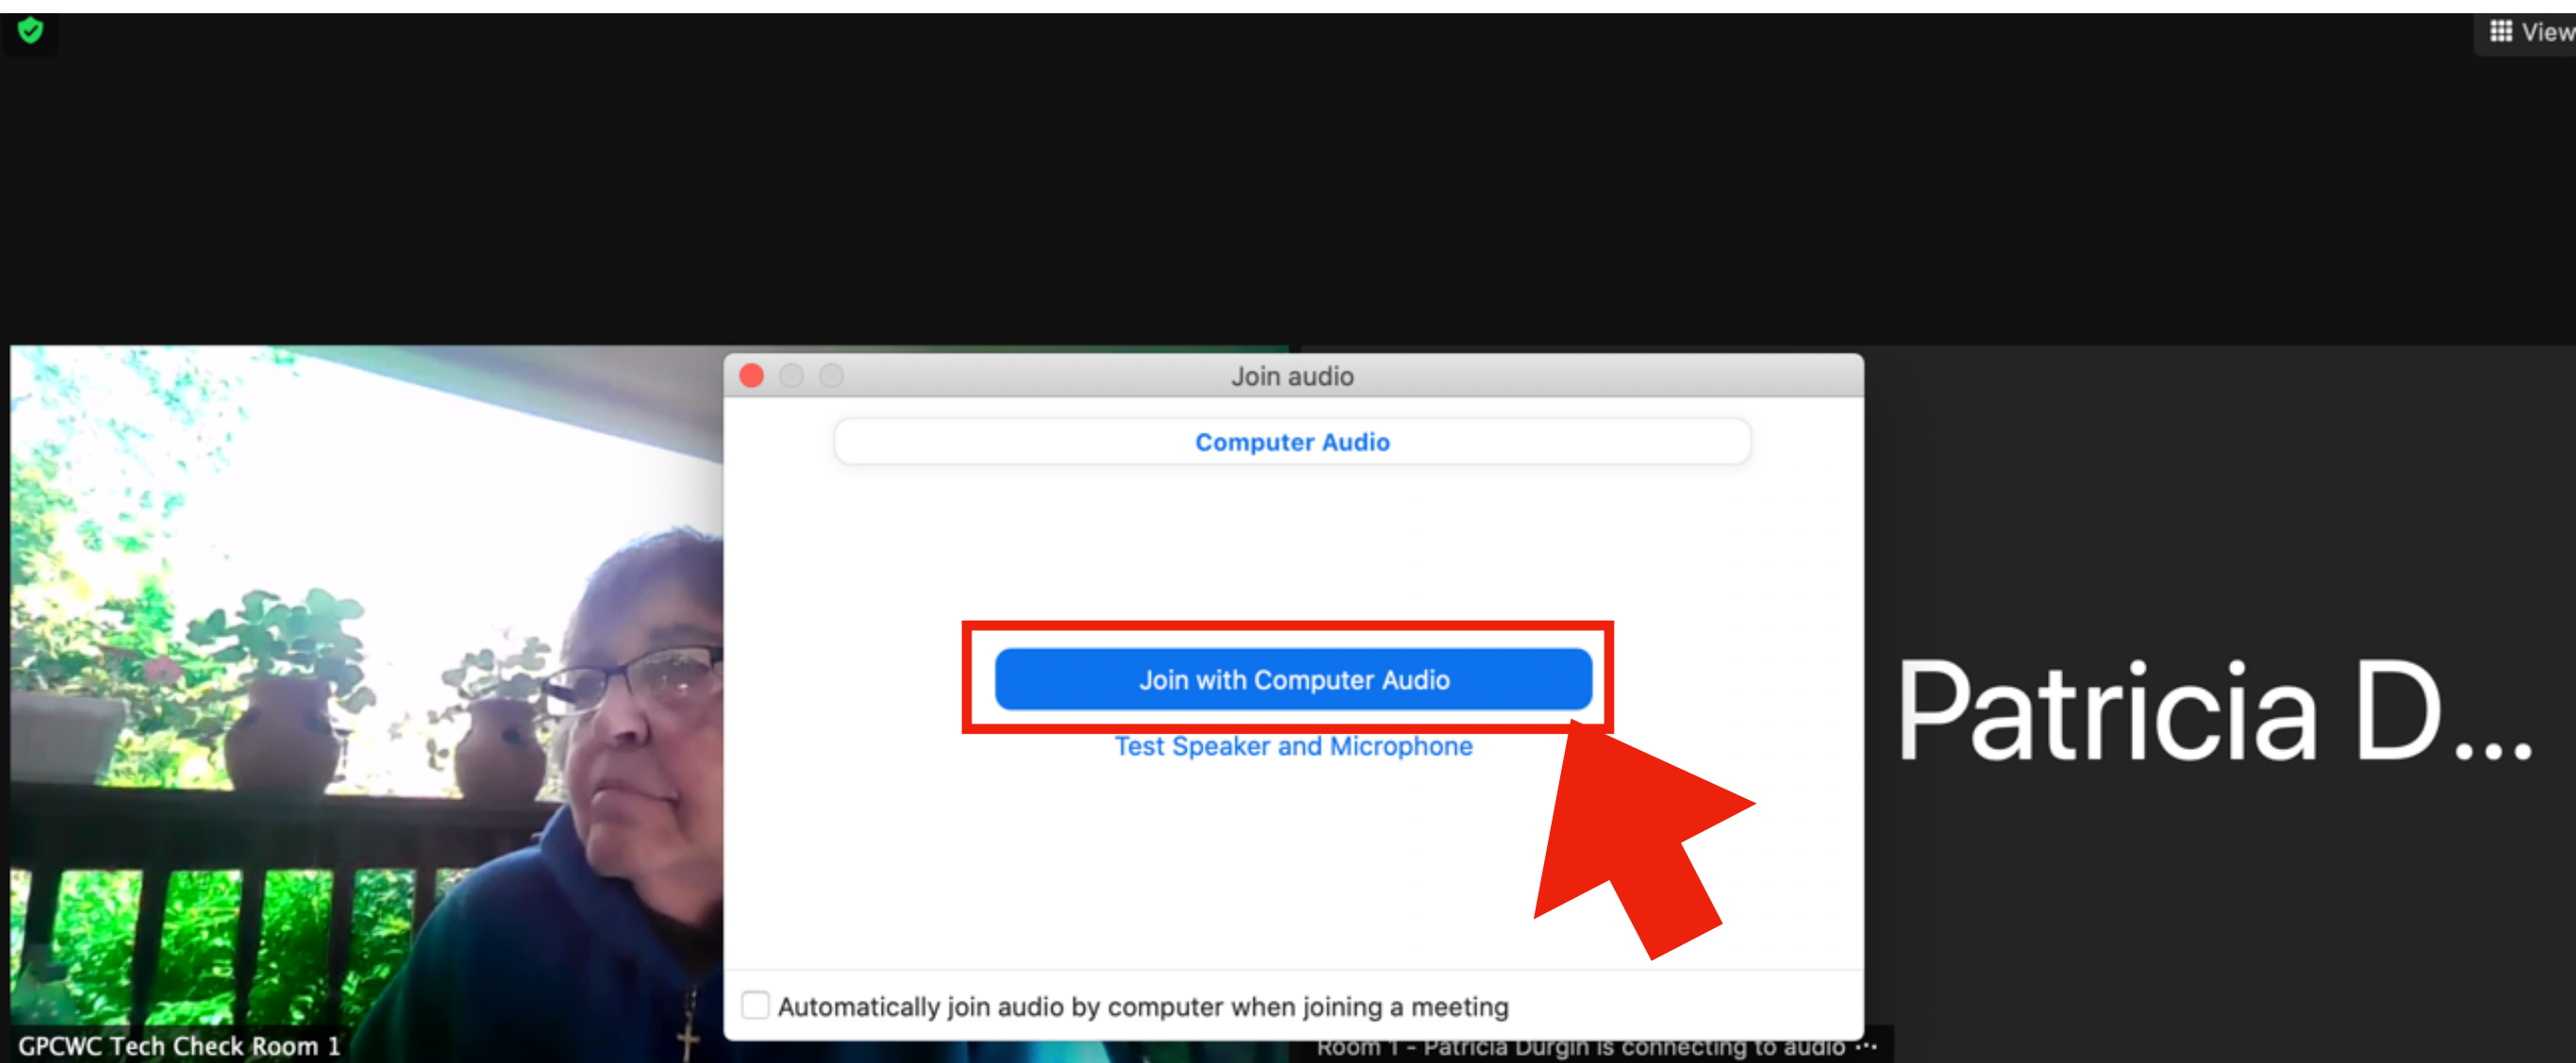 View
Join audio
Computer Audio
Join with Computer Audio
Test Speaker and Microphone
Patricia D...
Automatically join audio by computer when joining a meeting
GPCWC Tech Check Room 1
Room 1 - Patricia Durgin is connecting to audio ...